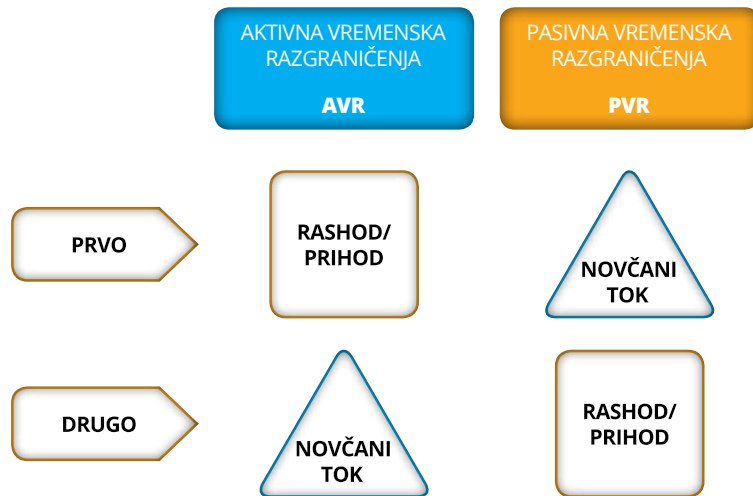 AKTIVNA VREMENSKA
RAZGRANIČENJA
AVR
PASIVNA VREMENSKA
RAZGRANIČENJA
PVR
PRVO
RASHOD/
PRIHOD
NOVČANI
TOK
DRUGO
NOVČANI
TOK
RASHOD/
PRIHOD